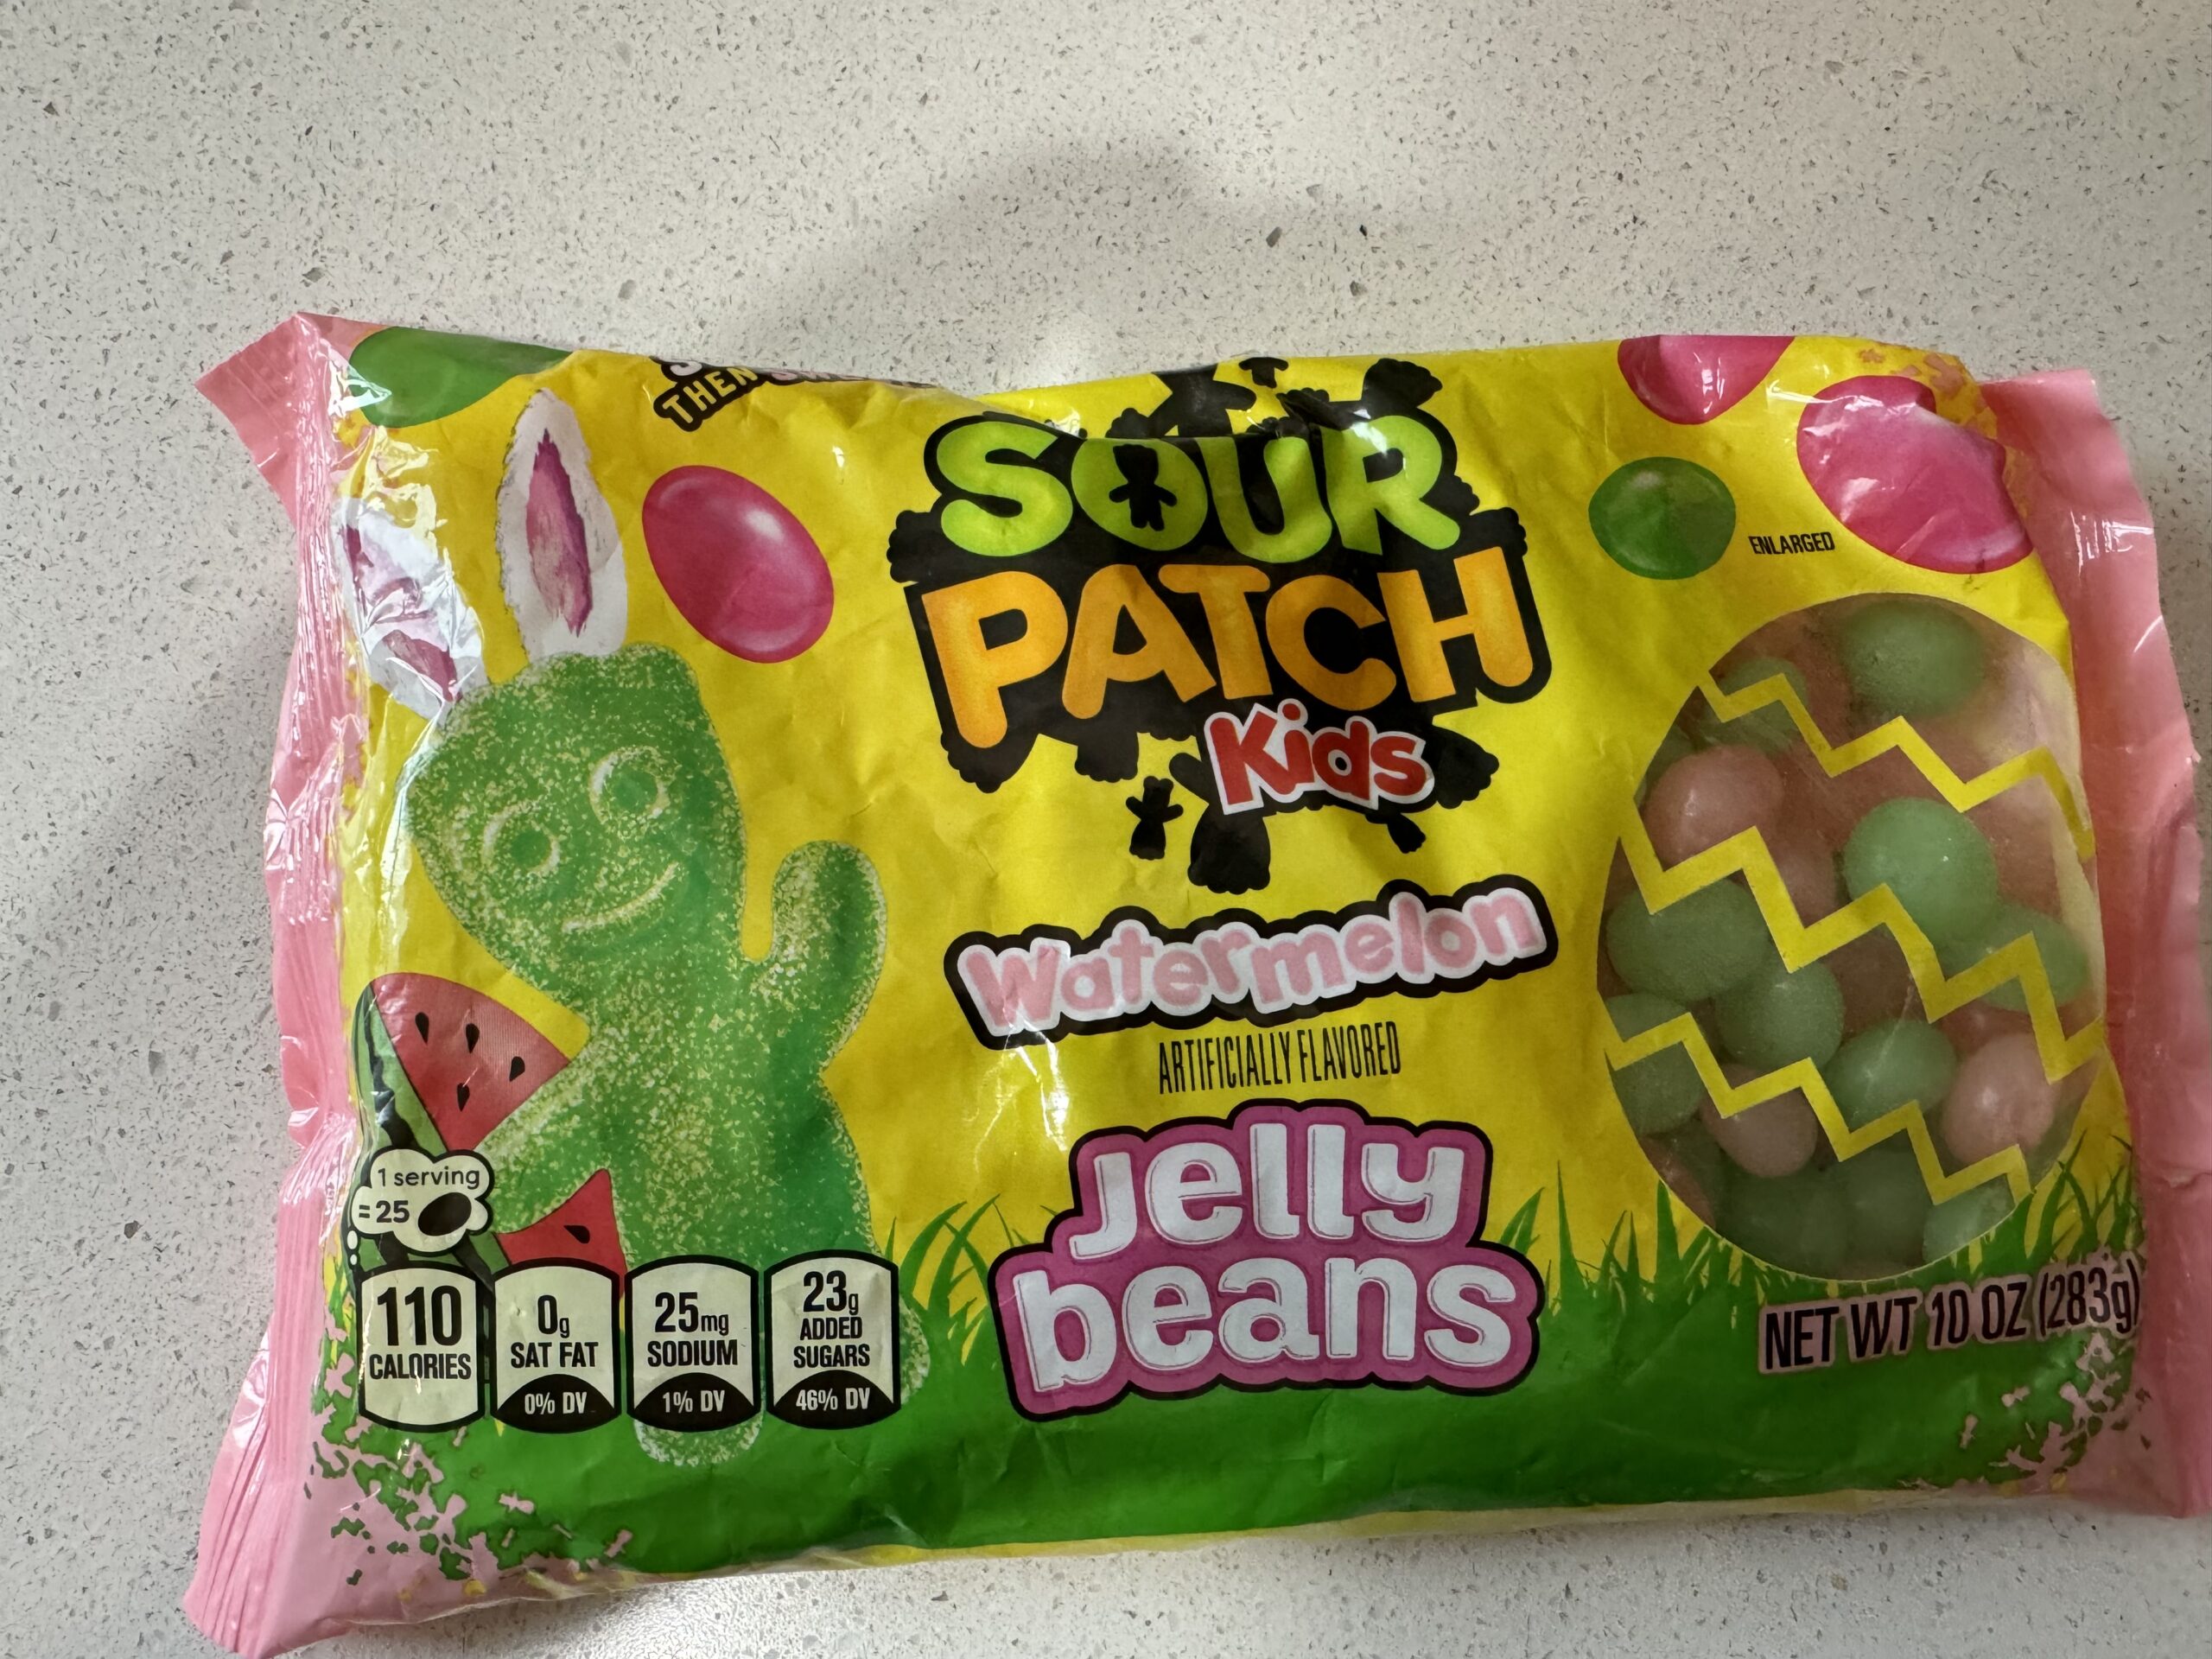 THEN
SOUR
PATCH
Kids
ENLARGED
Watermelon
ARTIFICIALLY FLAVORED
jelly
beans
1 serving
= 25
110
CALORIES
0g
SAT FAT
0% DV
25mg
SODIUM
1% DV
23g
ADDED
SUGARS
46% DV
NET WT 10 OZ (283g)